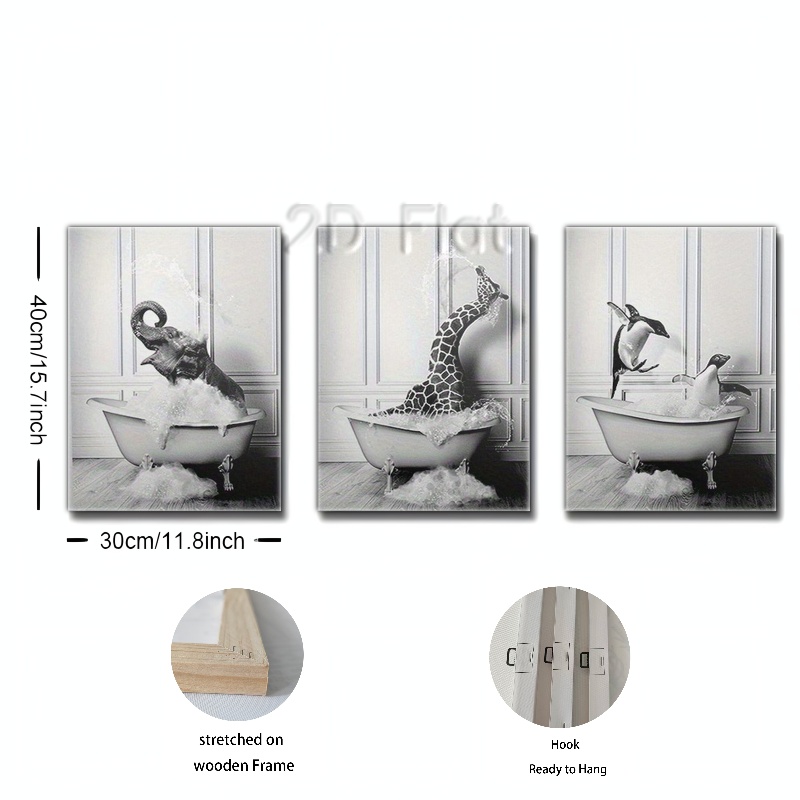 2D Flat
40cm/15.7inch
30cm/11.8inch
stretched on
wooden Frame
Hook
Ready to Hang